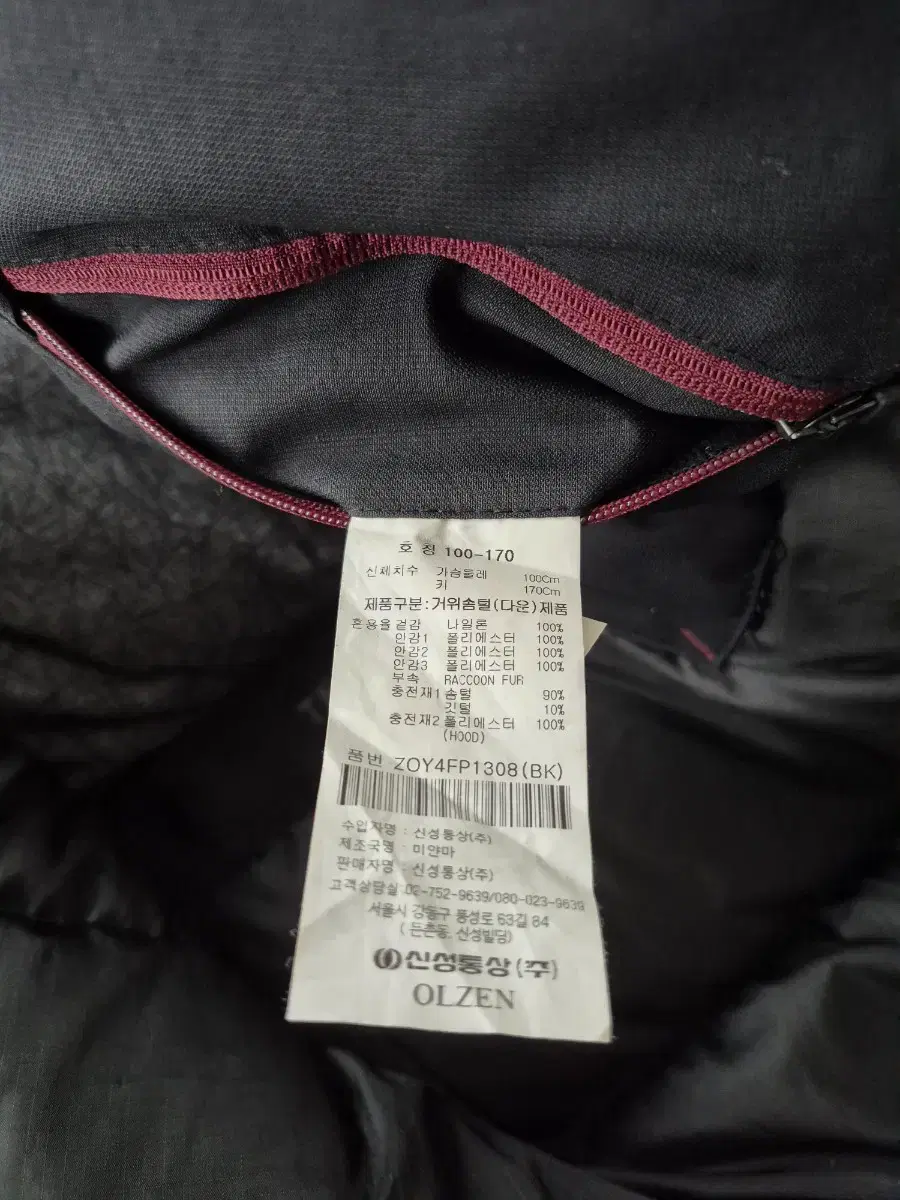 호 칭 100-170
신체치수 가슴둘레 100Cm
키 170Cm
제품구분:거위솜털(다운)제품
혼용율 겉감 나일론 100%
안감1 폴리에스터 100%
안감2 폴리에스터 100%
안감3 폴리에스터 100%
부속 RACCOON FUR
충전재1 솜털 90%
깃털 10%
충전재2 폴리에스터 100%
(HOOD)
품번 ZOY4FP1308(BK)
수입자명 : 신성통상(주)
제조국명 : 미얀마
판매자명 : 신성통상(주)
고객상담실:02-752-9639/080-023-9639
서울시 강동구 풍성로 63길 84
(둔촌동, 신성빌딩)
신성통상(주)
OLZEN